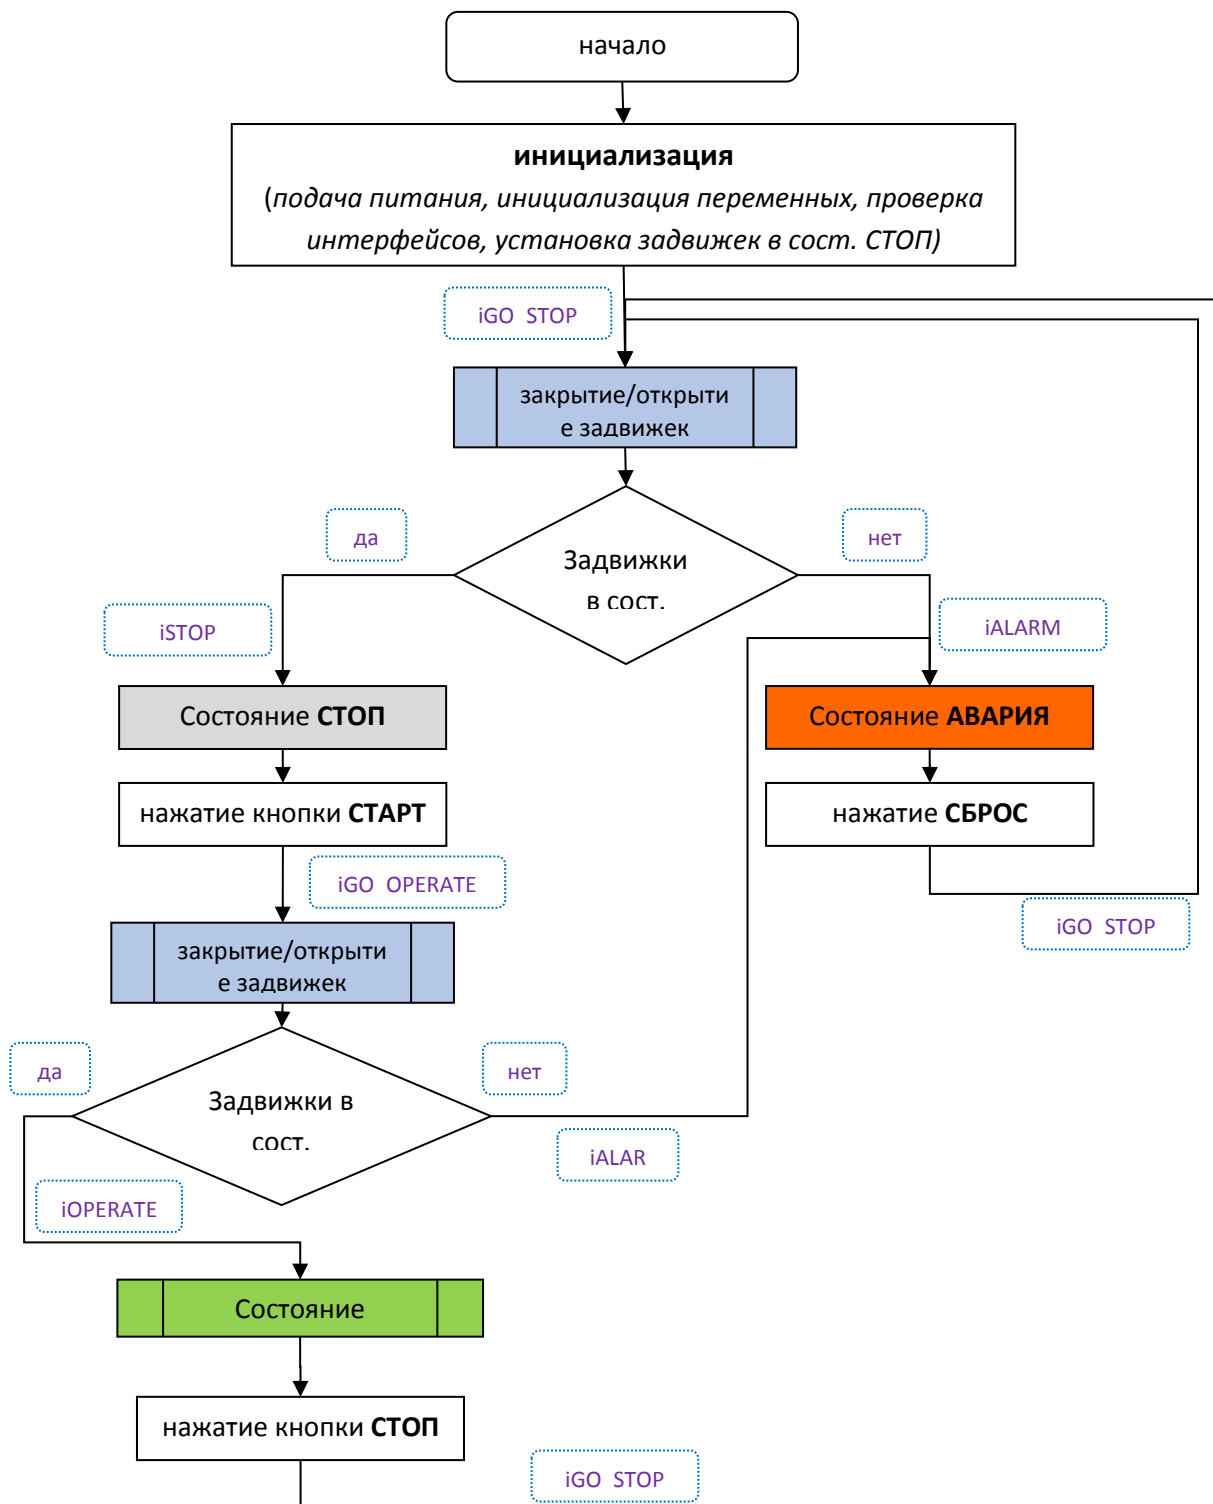 начало
инициализация
(подача питания, инициализация переменных, проверка
интерфейсов, установка задвижек в сост. СТОП)
iGO STOP
закрытие/открыти
е задвижек
да
нет
Задвижки
в сост.
iSTOP
iALARM
Состояние СТОП
Состояние АВАРИЯ
нажатие кнопки СТАРТ
нажатие СБРОС
iGO OPERATE
iGO STOP
закрытие/открыти
е задвижек
да
нет
Задвижки в
сост.
iALAR
iOPERATE
Состояние
нажатие кнопки СТОП
iGO STOP